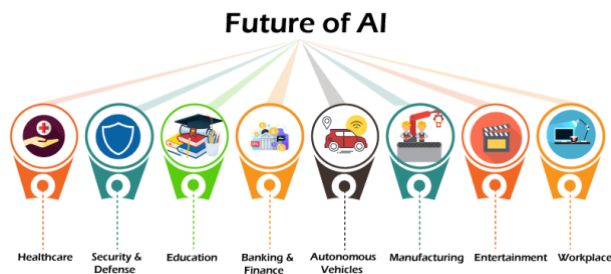 Future of AI
Healthcare
Security &
Defense
Education
Banking &
Finance
Autonomous
Vehicles
Manufacturing
Entertainment
Workplace